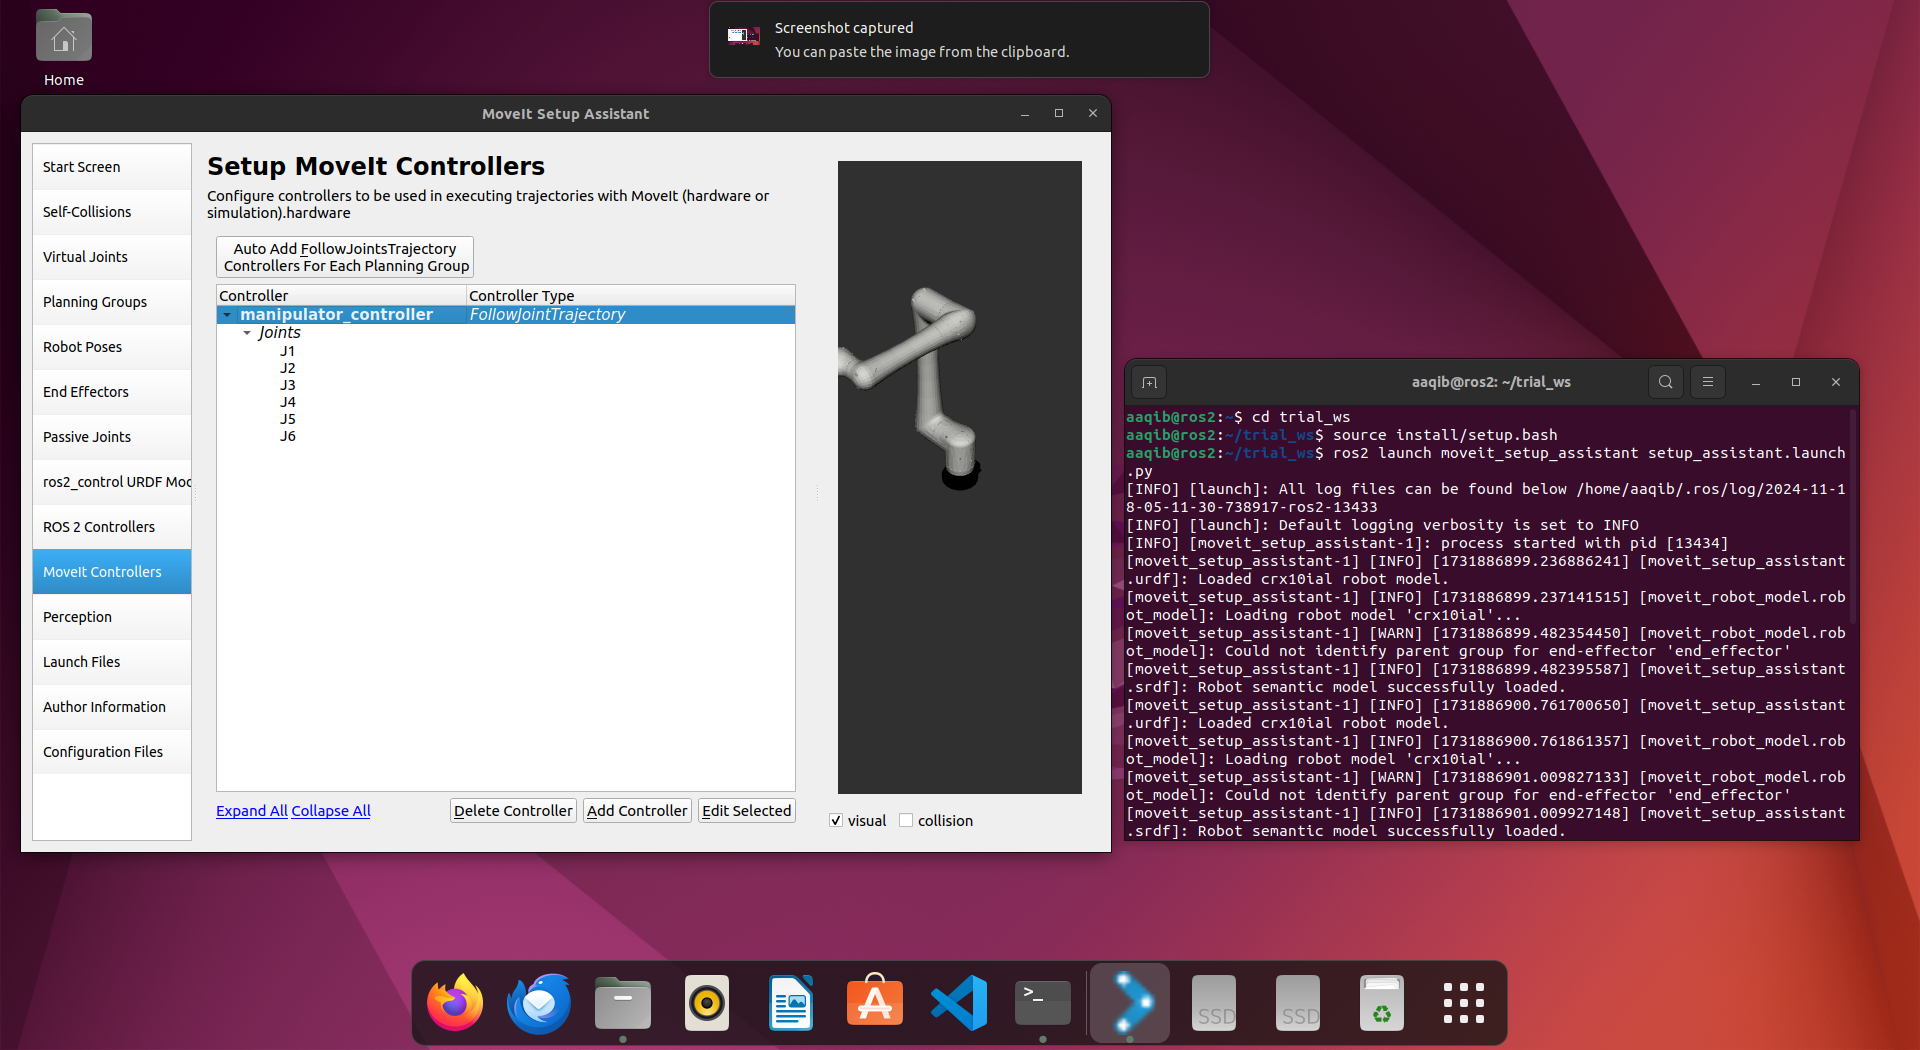 Home
Screenshot captured
You can paste the image from the clipboard.
MoveIt Setup Assistant
Start Screen
Self-Collisions
Virtual Joints
Planning Groups
Robot Poses
End Effectors
Passive Joints
ros2_control URDF Moc
ROS 2 Controllers
MoveIt Controllers
Perception
Launch Files
Author Information
Configuration Files
Setup MoveIt Controllers
Configure controllers to be used in executing trajectories with MoveIt (hardware or
simulation).hardware
Auto Add FollowJointsTrajectory
Controllers For Each Planning Group
Controller Controller Type
manipulator_controller FollowJointTrajectory
Joints
J1
J2
J3
J4
J5
J6
Expand All Collapse All Delete Controller Add Controller Edit Selected
visual collision
aaqib@ros2: ~/trial_ws
aaqib@ros2:~$ cd trial_ws
aaqib@ros2:~/trial_ws$ source install/setup.bash
aaqib@ros2:~/trial_ws$ ros2 launch moveit_setup_assistant setup_assistant.launch
.py
[INFO] [launch]: All log files can be found below /home/aaqib/.ros/log/2024-11-1
8-05-11-30-738917-ros2-13433
[INFO] [launch]: Default logging verbosity is set to INFO
[INFO] [moveit_setup_assistant-1]: process started with pid [13434]
[moveit_setup_assistant-1] [INFO] [1731886899.236886241] [moveit_setup_assistant
.urdf]: Loaded crx10ial robot model.
[moveit_setup_assistant-1] [INFO] [1731886899.237141515] [moveit_robot_model.rob
ot_model]: Loading robot model 'crx10ial'...
[moveit_setup_assistant-1] [WARN] [1731886899.482354450] [moveit_robot_model.rob
ot_model]: Could not identify parent group for end-effector 'end_effector'
[moveit_setup_assistant-1] [INFO] [1731886899.482395587] [moveit_setup_assistant
.srdf]: Robot semantic model successfully loaded.
[moveit_setup_assistant-1] [INFO] [1731886900.761700650] [moveit_setup_assistant
.urdf]: Loaded crx10ial robot model.
[moveit_setup_assistant-1] [INFO] [1731886900.761861357] [moveit_robot_model.rob
ot_model]: Loading robot model 'crx10ial'...
[moveit_setup_assistant-1] [WARN] [1731886901.009827133] [moveit_robot_model.rob
ot_model]: Could not identify parent group for end-effector 'end_effector'
[moveit_setup_assistant-1] [INFO] [1731886901.009927148] [moveit_setup_assistant
.srdf]: Robot semantic model successfully loaded.
>_
SSD
SSD